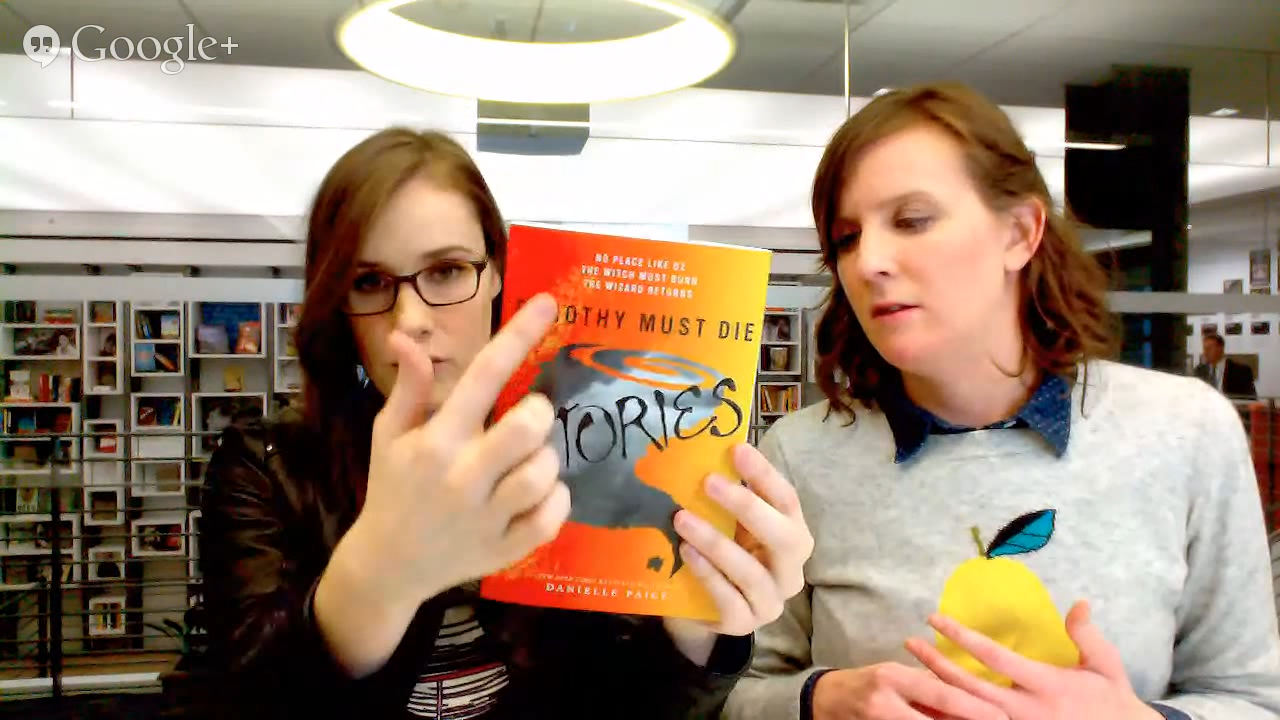 Google+
NO PLACE LIKE OZ
THE WITCH MUST BURN
THE WIZARD RETURNS
OTHY MUST DIE
TORIES
DANIELLE PAIGE